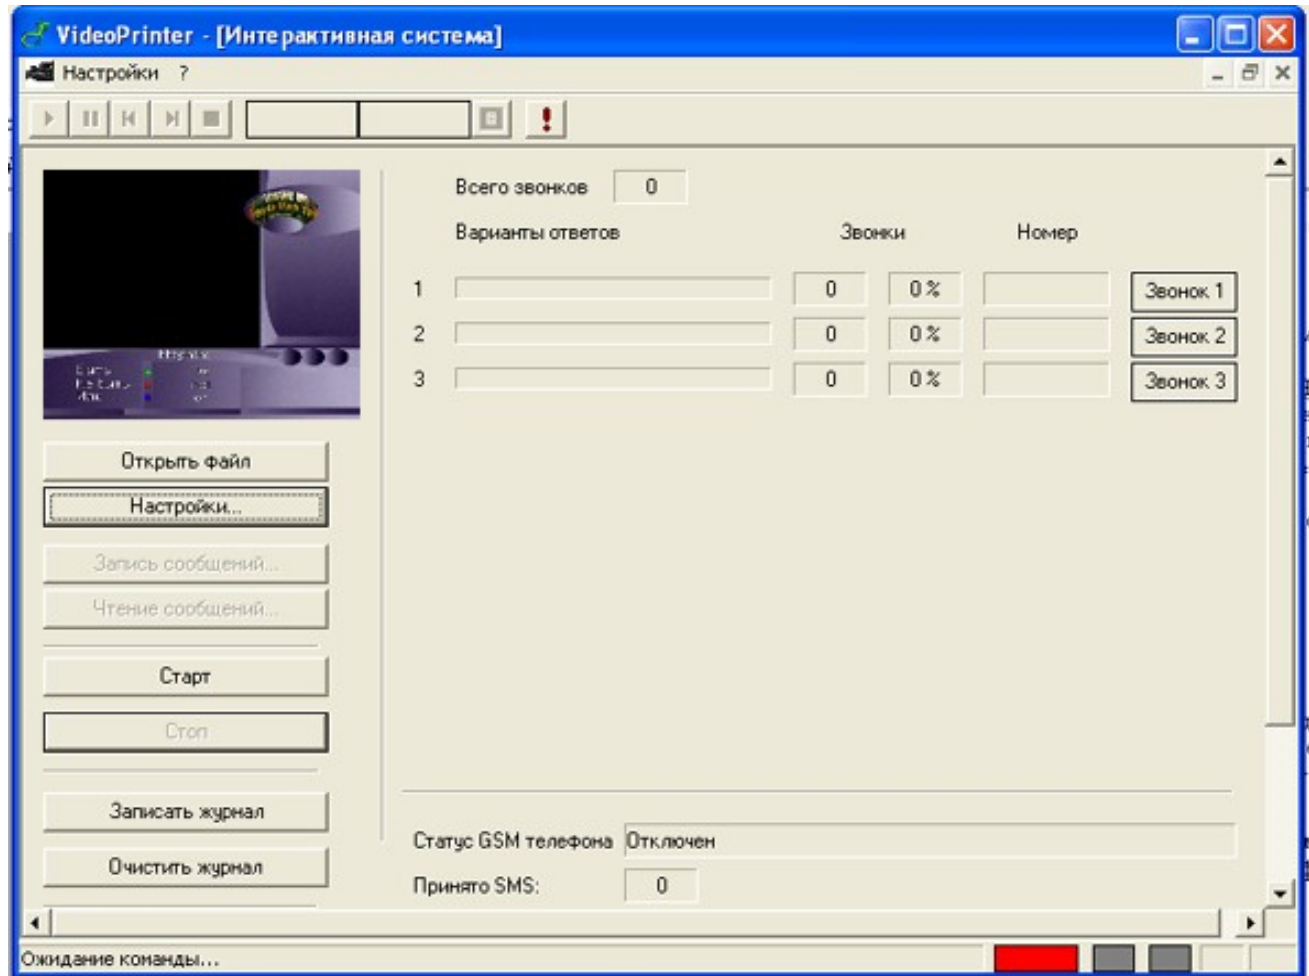 VideoPrinter - [Интерактивная система]
Настройки ?
Всего звонков 0
Варианты ответов Звонки Номер
1 0 0 % Звонок 1
2 0 0 % Звонок 2
3 0 0 % Звонок 3
Открыть файл
Настройки...
Запись сообщений...
Чтение сообщений...
Старт
Стоп
Записать журнал
Очистить журнал
Статус GSM телефона Отключен
Принято SMS: 0
Ожидание команды...